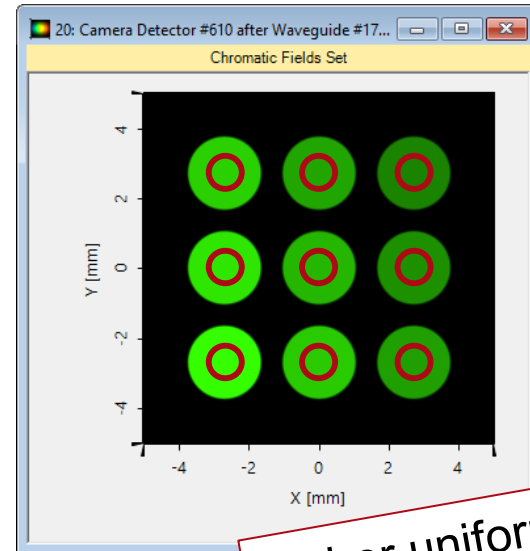 20: Camera Detector #610 after Waveguide #17...
Chromatic Fields Set
Y [mm]
4
2
0
-2
-4
-4 -2 0 2 4
X [mm]